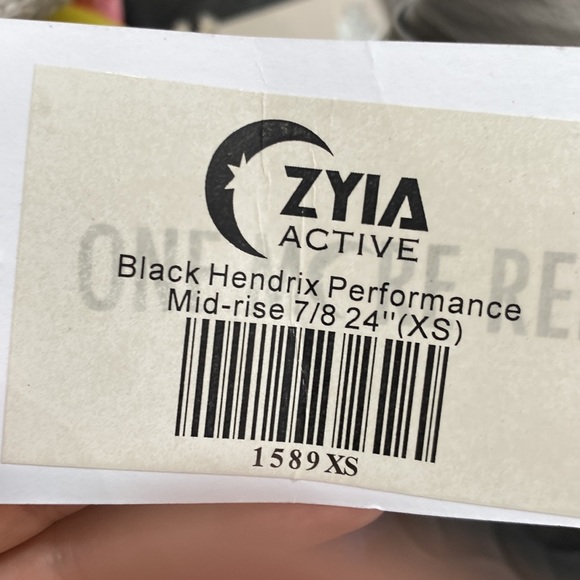 ZYIA
ACTIVE
Black Hendrix Performance
Mid-rise 7/8 24"(XS)
1589XS